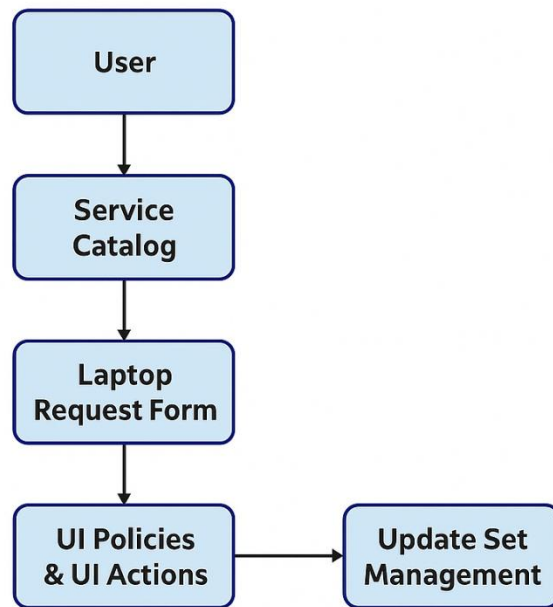 User
Service
Catalog
Laptop
Request Form
UI Policies
& UI Actions
Update Set
Management